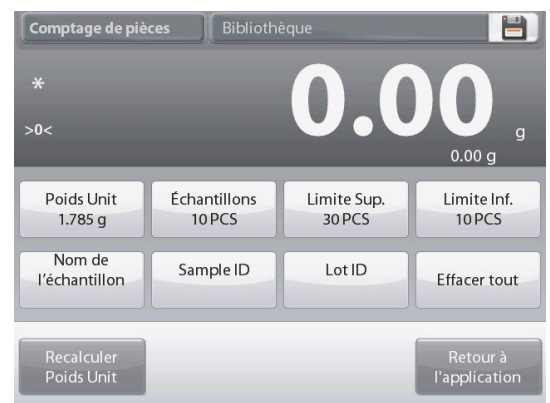 Comptage de pièces
Bibliothèque
*
>0<
0.00 g
0.00 g
Poids Unit
1.785 g
Échantillons
10 PCS
Limite Sup.
30 PCS
Limite Inf.
10 PCS
Nom de
l'échantillon
Sample ID
Lot ID
Effacer tout
Recalculer
Poids Unit
Retour à
l'application